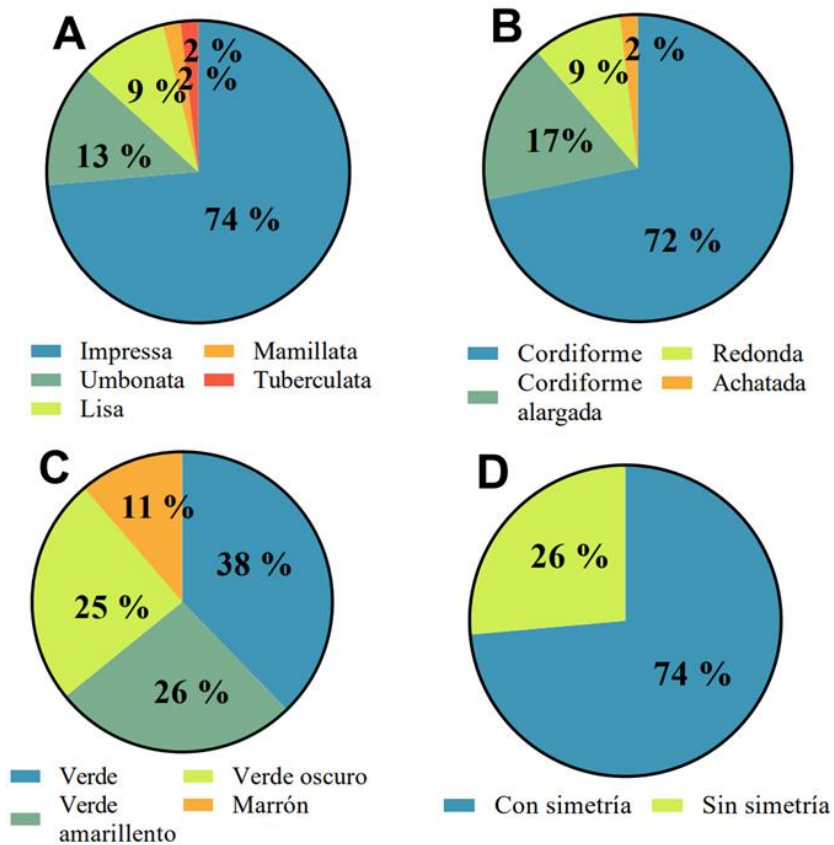 A
2 %
2 %
9 %
13 %
74 %
Impressa
Mamillata
Umbonata
Tuberculata
Lisa
B
2 %
9 %
17%
72 %
Cordiforme
Redonda
Cordiforme
alargada
Achatada
C
11 %
38 %
25 %
26 %
Verde
Verde oscuro
Verde
amarillento
Marrón
D
26 %
74 %
Con simetría
Sin simetría